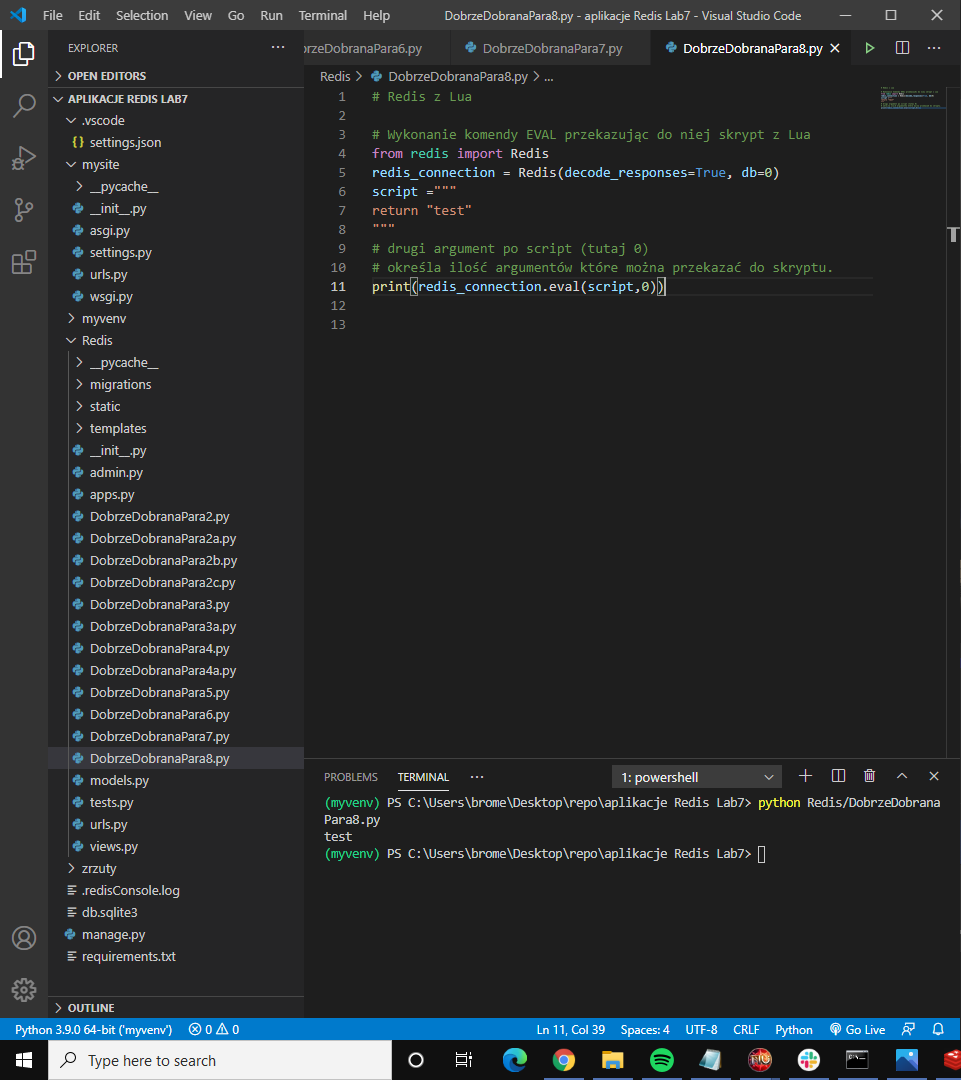 File Edit Selection View Go Run Terminal Help DobrzeDobranaPara8.py - aplikacje Redis Lab7 - Visual Studio Code
EXPLORER
OPEN EDITORS
APLIKACJE REDIS LAB7
.vscode
{} settings.json
mysite
__pycache__
__init__.py
asgi.py
settings.py
urls.py
wsgi.py
myvenv
Redis
__pycache__
migrations
static
templates
__init__.py
admin.py
apps.py
DobrzeDobranaPara2.py
DobrzeDobranaPara2a.py
DobrzeDobranaPara2b.py
DobrzeDobranaPara2c.py
DobrzeDobranaPara3.py
DobrzeDobranaPara3a.py
DobrzeDobranaPara4.py
DobrzeDobranaPara4a.py
DobrzeDobranaPara5.py
DobrzeDobranaPara6.py
DobrzeDobranaPara7.py
DobrzeDobranaPara8.py
models.py
tests.py
urls.py
views.py
zrzuty
.redisConsole.log
db.sqlite3
manage.py
requirements.txt
OUTLINE
rzeDobranaPara6.py DobrzeDobranaPara7.py DobrzeDobranaPara8.py
Redis > DobrzeDobranaPara8.py > ...
1 # Redis z Lua
2
3 # Wykonanie komendy EVAL przekazując do niej skrypt z Lua
4 from redis import Redis
5 redis_connection = Redis(decode_responses=True, db=0)
6 script ="""
7 return "test"
8 """
9 # drugi argument po script (tutaj 0)
10 # określa ilość argumentów które można przekazać do skryptu.
11 print(redis_connection.eval(script,0))
12
13
PROBLEMS TERMINAL ... 1: powershell
(myvenv) PS C:\Users\brome\Desktop\repo\aplikacje Redis Lab7> python Redis/DobrzeDobrana
Para8.py
test
(myvenv) PS C:\Users\brome\Desktop\repo\aplikacje Redis Lab7>
Python 3.9.0 64-bit ('myvenv') 0 0 Ln 11, Col 39 Spaces: 4 UTF-8 CRLF Python Go Live
Type here to search